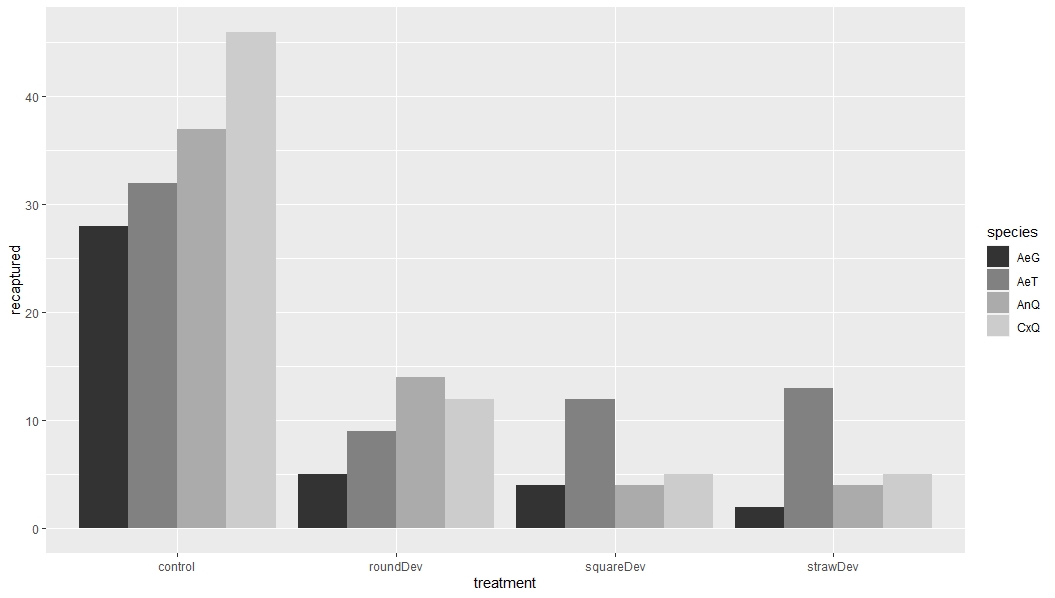 recaptured
40
30
20
10
0
control roundDev squareDev strawDev
treatment
species
AeG
AeT
AnQ
CxQ